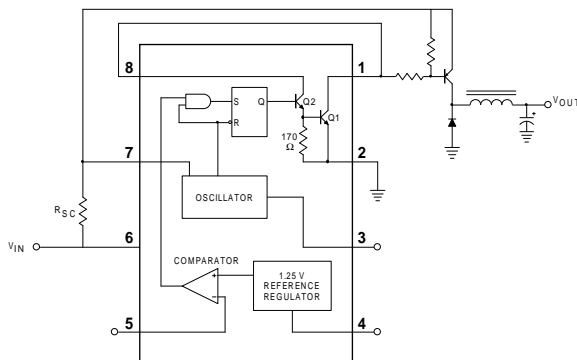 8
1
S
Q
Q2
Q1
R
170
Ω
7
2
OSCILLATOR
RSC
VIN
6
3
COMPARATOR
+
−
1.25 V
REFERENCE
REGULATOR
5
4
VOUT
+